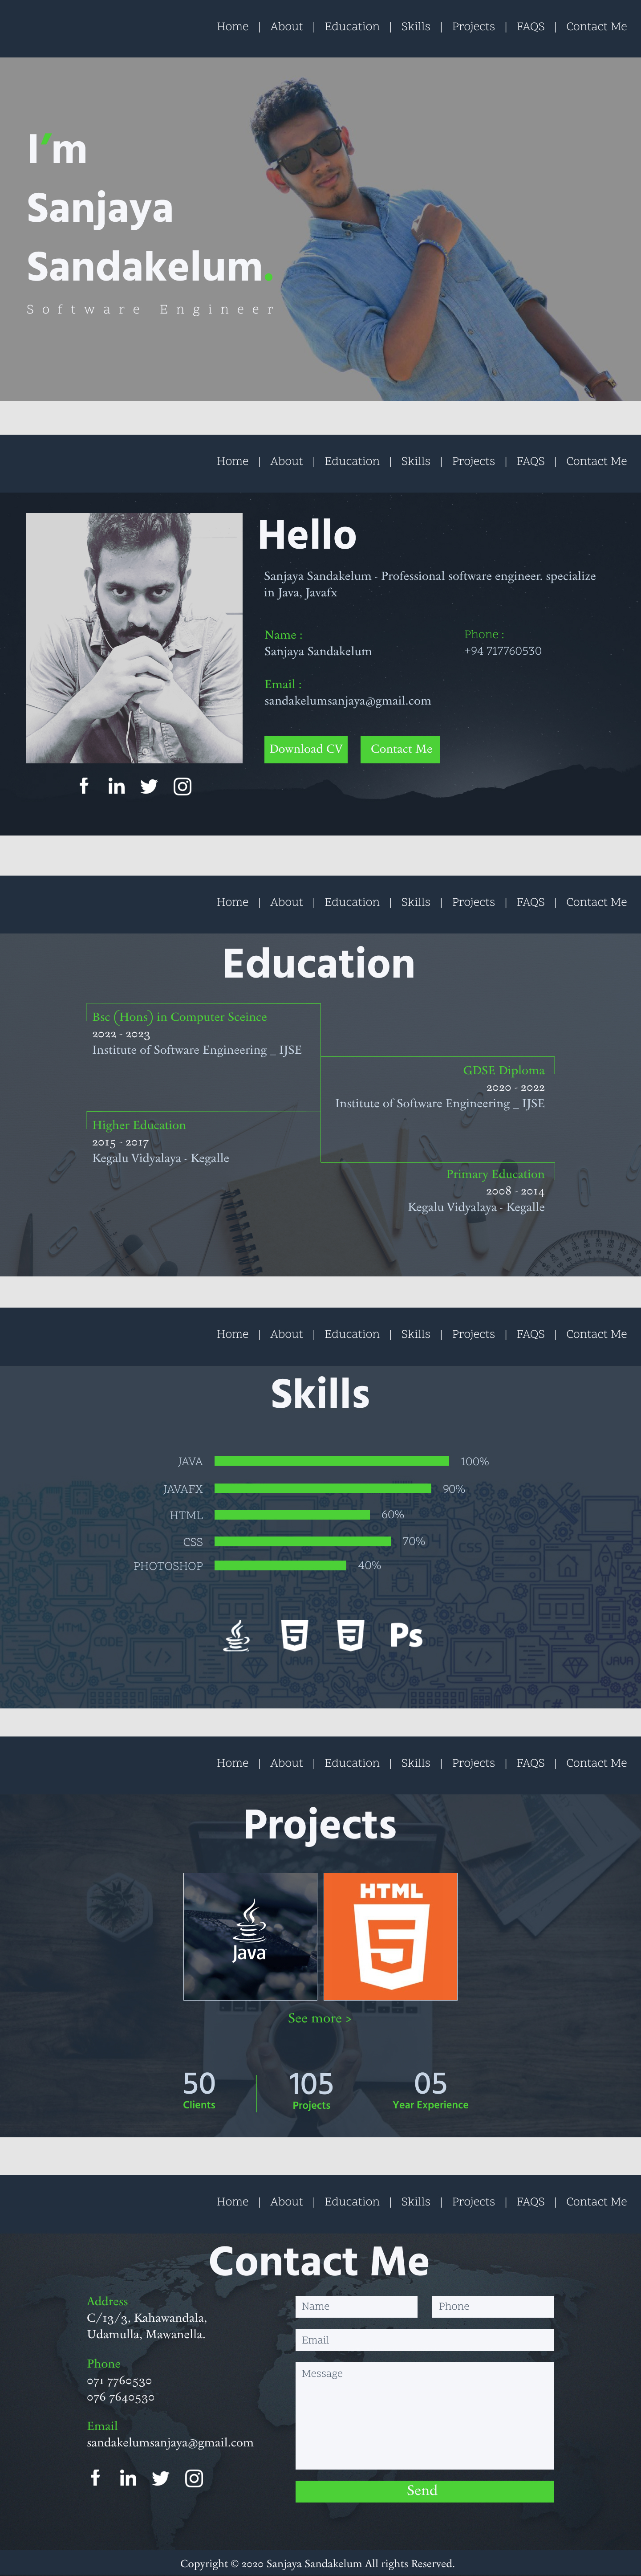 Home | About | Education | Skills | Projects | FAQS | Contact Me
I'm
Sanjaya
Sandakelum.
Software Engineer
Home | About | Education | Skills | Projects | FAQS | Contact Me
Hello
Sanjaya Sandakelum - Professional software engineer. specialize
in Java, Javafx
Name :
Sanjaya Sandakelum
Phone :
+94 717760530
Email :
sandakelumsanjaya@gmail.com
Download CV
Contact Me
Home | About | Education | Skills | Projects | FAQS | Contact Me
Education
Bsc (Hons) in Computer Sceince
2022 - 2023
Institute of Software Engineering _ IJSE
GDSE Diploma
2020 - 2022
Institute of Software Engineering _ IJSE
Higher Education
2015 - 2017
Kegalu Vidyalaya - Kegalle
Primary Education
2008 - 2014
Kegalu Vidyalaya - Kegalle
Home | About | Education | Skills | Projects | FAQS | Contact Me
Skills
JAVA 100%
JAVAFX 90%
HTML 60%
CSS 70%
PHOTOSHOP 40%
Ps
Home | About | Education | Skills | Projects | FAQS | Contact Me
Projects
Java
HTML
5
See more >
50
Clients
105
Projects
05
Year Experience
Home | About | Education | Skills | Projects | FAQS | Contact Me
Contact Me
Address
C/13/3, Kahawandala,
Udamulla, Mawanella.
Phone
071 7760530
076 7640530
Email
sandakelumsanjaya@gmail.com
Name
Phone
Email
Message
Send
Copyright © 2020 Sanjaya Sandakelum All rights Reserved.